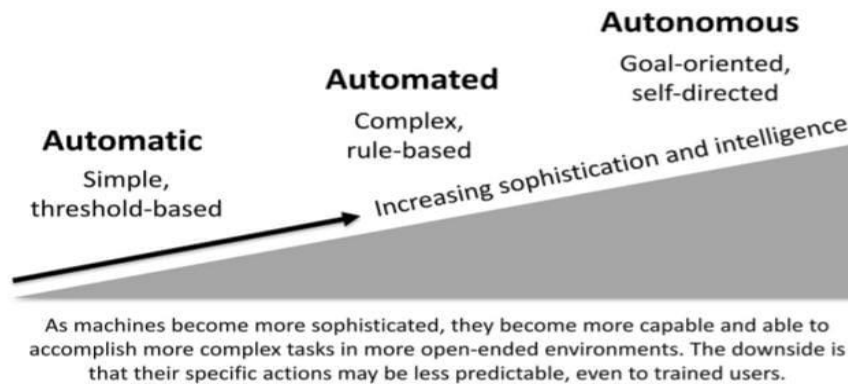 Autonomous
Goal-oriented,
self-directed
Automated
Complex,
rule-based
Automatic
Simple,
threshold-based
Increasing sophistication and intelligence
As machines become more sophisticated, they become more capable and able to
accomplish more complex tasks in more open-ended environments. The downside is
that their specific actions may be less predictable, even to trained users.